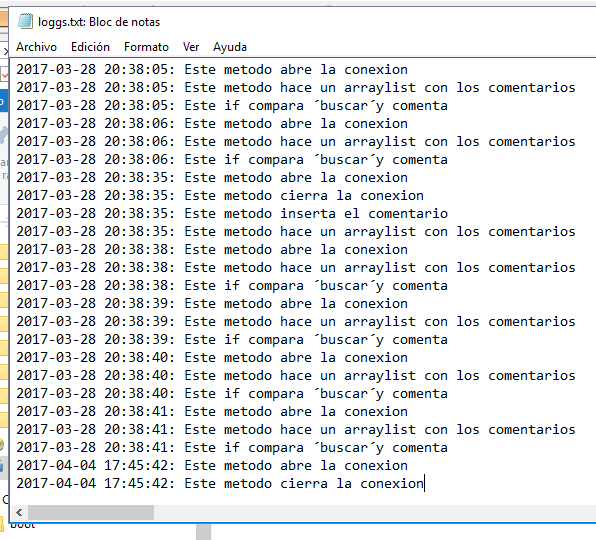 loggs.txt: Bloc de notas
Archivo Edición Formato Ver Ayuda
2017-03-28 20:38:05: Este metodo abre la conexion
2017-03-28 20:38:05: Este metodo hace un arraylist con los comentarios
2017-03-28 20:38:05: Este if compara ´buscar´y comenta
2017-03-28 20:38:06: Este metodo abre la conexion
2017-03-28 20:38:06: Este metodo hace un arraylist con los comentarios
2017-03-28 20:38:06: Este if compara ´buscar´y comenta
2017-03-28 20:38:35: Este metodo abre la conexion
2017-03-28 20:38:35: Este metodo cierra la conexion
2017-03-28 20:38:35: Este metodo inserta el comentario
2017-03-28 20:38:35: Este metodo hace un arraylist con los comentarios
2017-03-28 20:38:38: Este metodo abre la conexion
2017-03-28 20:38:38: Este metodo hace un arraylist con los comentarios
2017-03-28 20:38:38: Este if compara ´buscar´y comenta
2017-03-28 20:38:39: Este metodo abre la conexion
2017-03-28 20:38:39: Este metodo hace un arraylist con los comentarios
2017-03-28 20:38:39: Este if compara ´buscar´y comenta
2017-03-28 20:38:40: Este metodo abre la conexion
2017-03-28 20:38:40: Este metodo hace un arraylist con los comentarios
2017-03-28 20:38:40: Este if compara ´buscar´y comenta
2017-03-28 20:38:41: Este metodo abre la conexion
2017-03-28 20:38:41: Este metodo hace un arraylist con los comentarios
2017-03-28 20:38:41: Este if compara ´buscar´y comenta
2017-04-04 17:45:42: Este metodo abre la conexion
2017-04-04 17:45:42: Este metodo cierra la conexion
boot